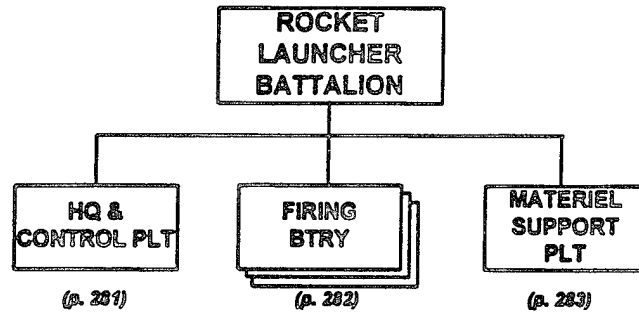 ROCKET
LAUNCHER
BATTALION
HQ &
CONTROL PLT
FIRING
BTRY
MATERIEL
SUPPORT
PLT
(p. 281)
(p. 282)
(p. 283)